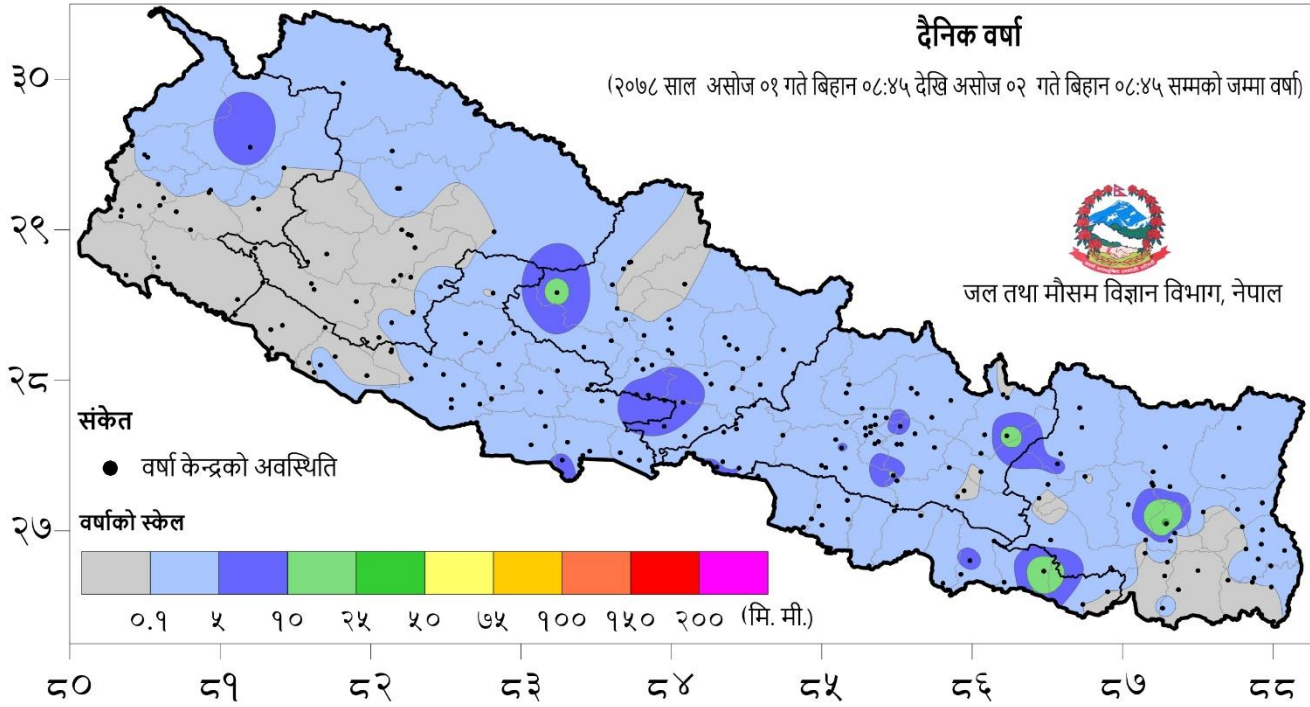 दैनिक वर्षा
(२०७८ साल असोज ०१ गते बिहान ०८:४५ देखि असोज ०२ गते बिहान ०८:४५ सम्मको जम्मा वर्षा)
जल तथा मौसम विज्ञान विभाग, नेपाल
३०
२९
२८
२७
संकेत
वर्षा केन्द्रको अवस्थिति
वर्षाको स्केल
०.१ ५ १० २५ ५० ७५ १०० १५० २०० (मि. मी.)
८० ८१ ८२ ८३ ८४ ८५ ८६ ८७ ८८